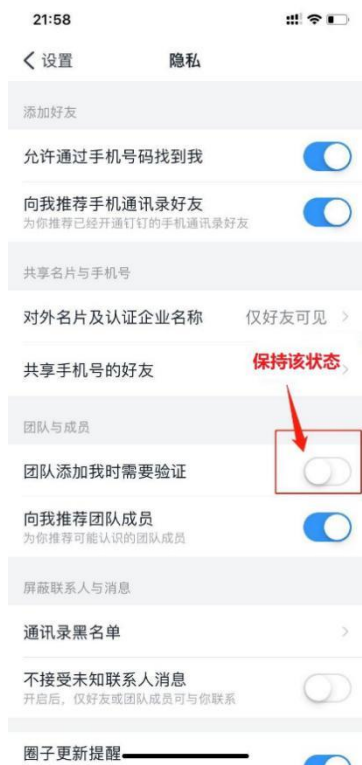 21:58
设置
隐私
添加好友
允许通过手机号码找到我
向我推荐手机通讯录好友
为你推荐已经开通钉钉的手机通讯录好友
共享名片与手机号
对外名片及认证企业名称 仅好友可见
共享手机号的好友
保持该状态
团队与成员
团队添加我时需要验证
向我推荐团队成员
为你推荐可能认识的团队成员
屏蔽联系人与消息
通讯录黑名单
不接受未知联系人消息
开启后，仅好友或团队成员可与你联系
圈子更新提醒